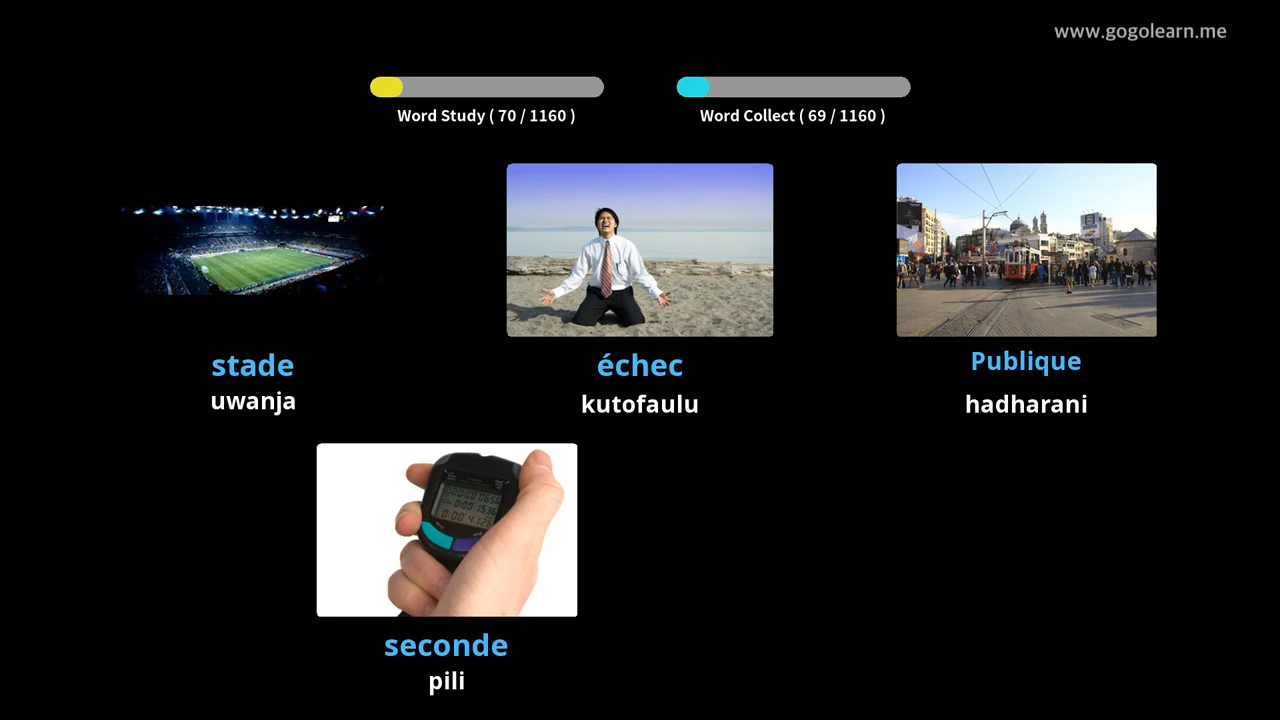 www.gogolearn.me
Word Study ( 70 / 1160 )
Word Collect ( 69 / 1160 )
stade
uwanja
échec
kutofaulu
Publique
hadharani
seconde
pili